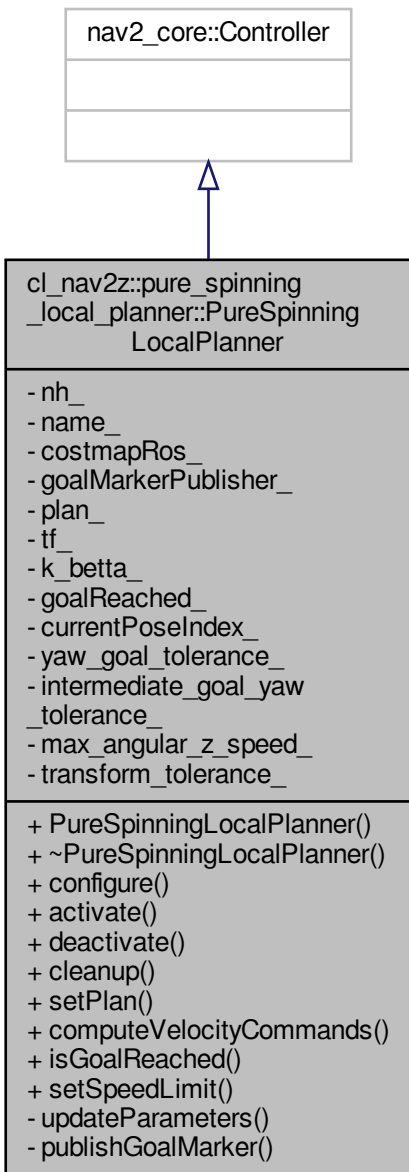 nav2_core::Controller
cl_nav2z::pure_spinning
_local_planner::PureSpinning
LocalPlanner
- nh_
- name_
- costmapRos_
- goalMarkerPublisher_
- plan_
- tf_
- k_betta_
- goalReached_
- currentPoseIndex_
- yaw_goal_tolerance_
- intermediate_goal_yaw
_tolerance_
- max_angular_z_speed_
- transform_tolerance_
+ PureSpinningLocalPlanner()
+ ~PureSpinningLocalPlanner()
+ configure()
+ activate()
+ deactivate()
+ cleanup()
+ setPlan()
+ computeVelocityCommands()
+ isGoalReached()
+ setSpeedLimit()
- updateParameters()
- publishGoalMarker()